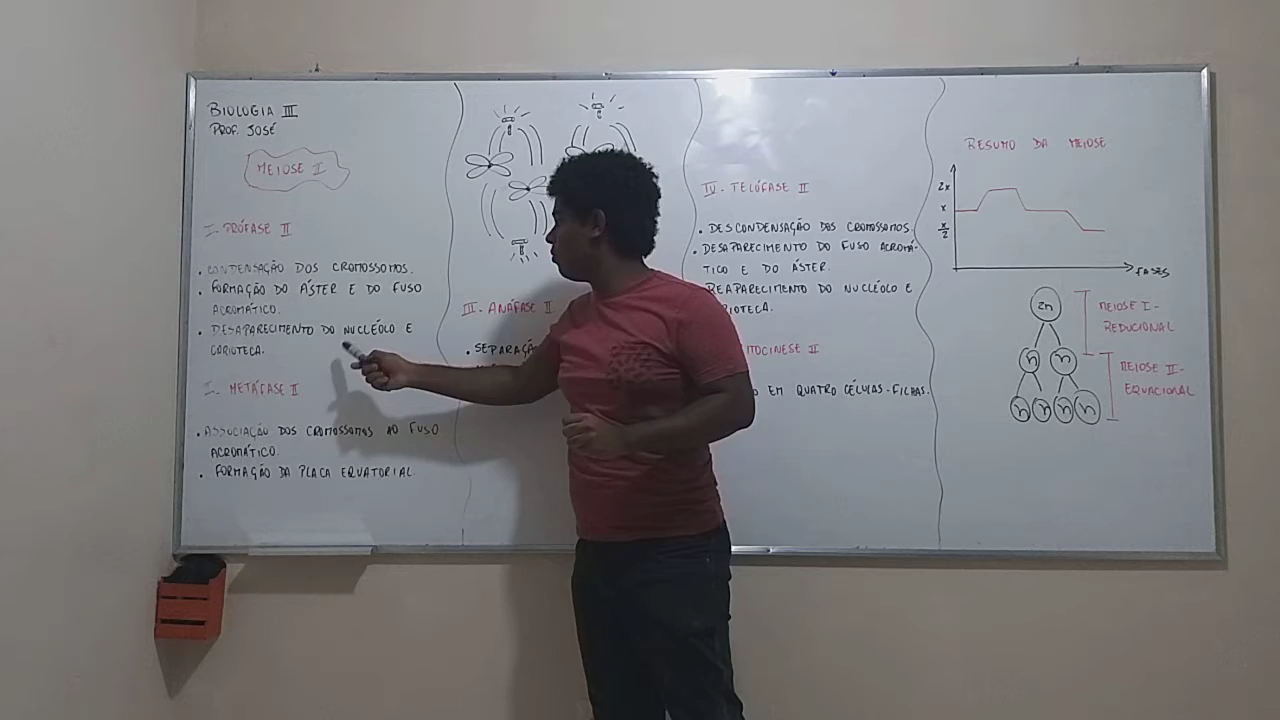 BIOLOGIA III
PROF. JOSÉ
MEIOSE II
I. PRÓFASE II
• CONDENSAÇÃO DOS CROMOSSOMOS.
• FORMAÇÃO DO ÁSTER E DO FUSO
ACROMÁTICO.
• DESAPARECIMENTO DO NUCLÉOLO E
CARIOTECA.
I. METÁFASE II
• ASSOCIAÇÃO DOS CROMOSSOMOS AO FUSO
ACROMÁTICO.
• FORMAÇÃO DA PLACA EQUATORIAL.
III. ANÁFASE II
• SEPARAÇÃ
IV. TELÓFASE II
• DESCONDENSAÇÃO DOS CROMOSSOMOS.
• DESAPARECIMENTO DO FUSO ACROMÁ-
TICO E DO ÁSTER.
REAPARECIMENTO DO NUCLÉOLO E
RIOTECA.
ITOCINESE II
O EM QUATRO CÉLULAS-FILHAS.
RESUMO DA MEIOSE
2x
x
x/2
FASES
2n
MEIOSE I-
REDUCIONAL
n n
MEIOSE II-
EQUACIONAL
n n n n